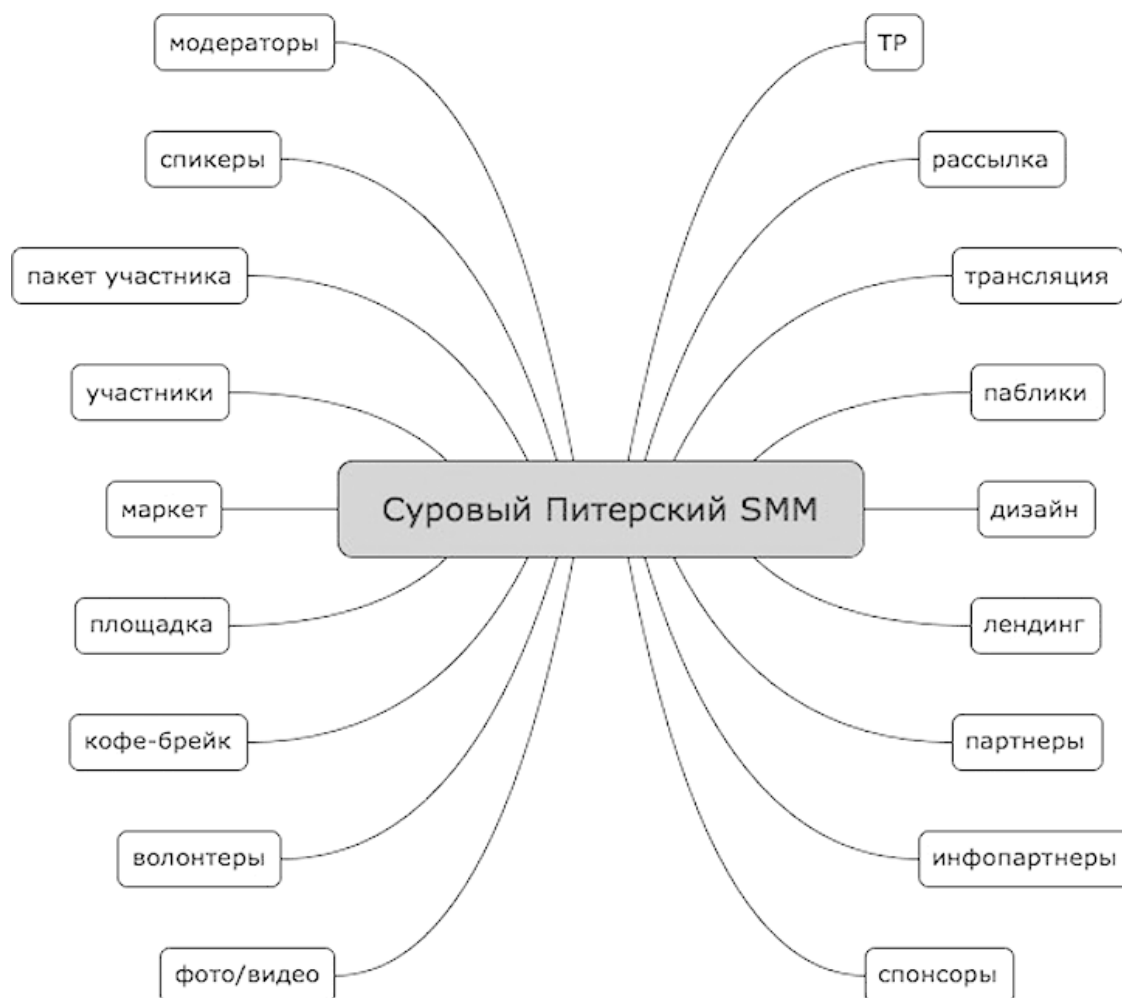 модераторы
ТР
спикеры
рассылка
пакет участника
трансляция
участники
паблики
маркет
Суровый Питерский SMM
дизайн
площадка
лендинг
кофе-брейк
партнеры
волонтеры
инфопартнеры
фото/видео
спонсоры